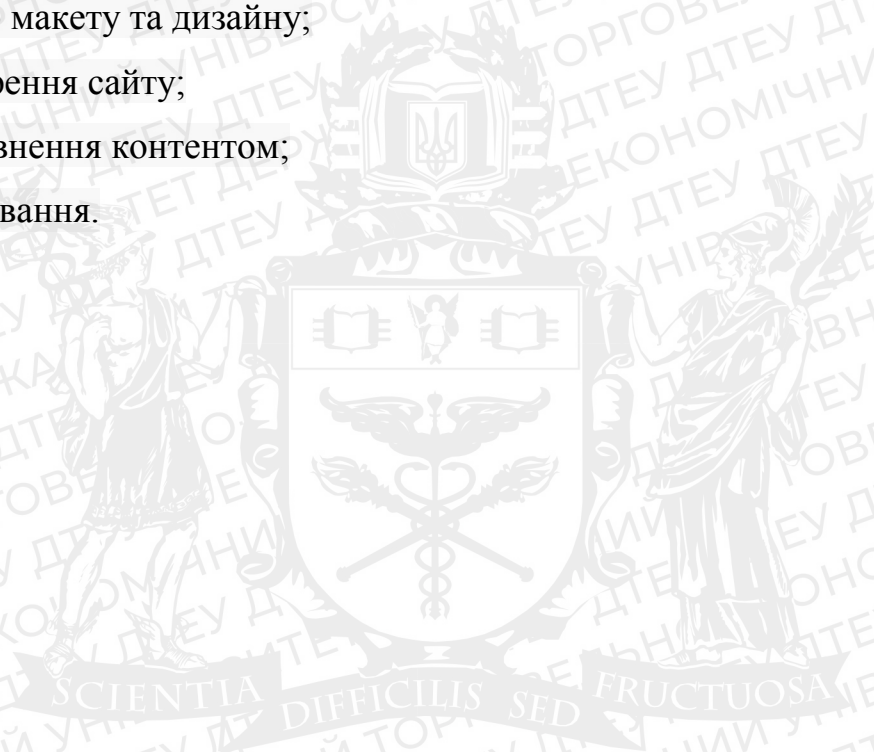 макету та дизайну;
рення сайту;
внення контентом;
вання.
SCIENTIA DIFFICILIS SED FRUCTUOSA